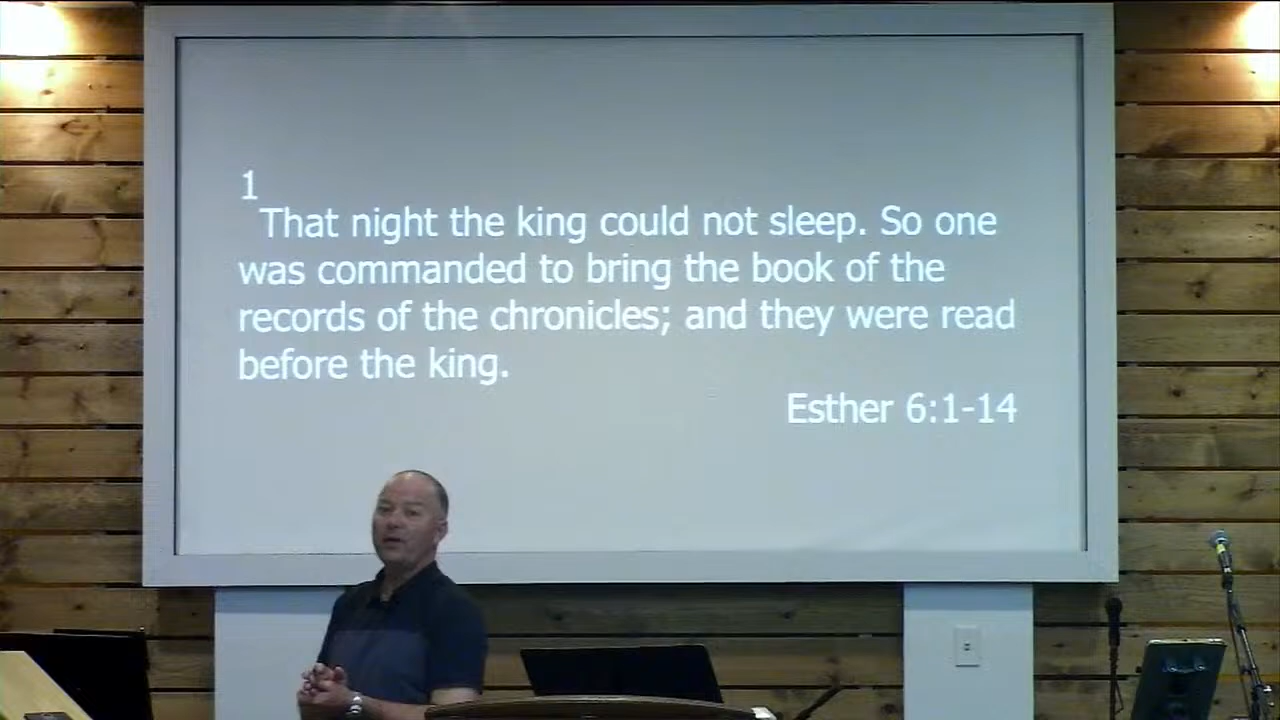 1
That night the king could not sleep. So one
was commanded to bring the book of the
records of the chronicles; and they were read
before the king.
Esther 6:1-14